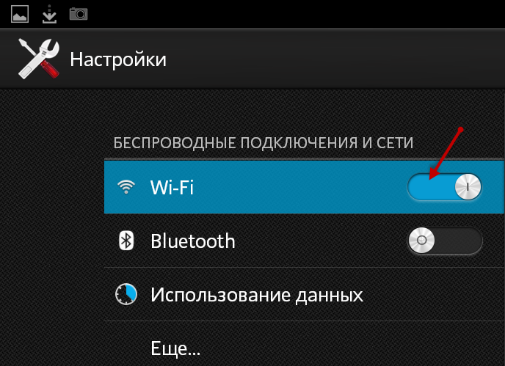 Настройки
БЕСПРОВОДНЫЕ ПОДКЛЮЧЕНИЯ И СЕТИ
Wi-Fi
Bluetooth
Использование данных
Еще...